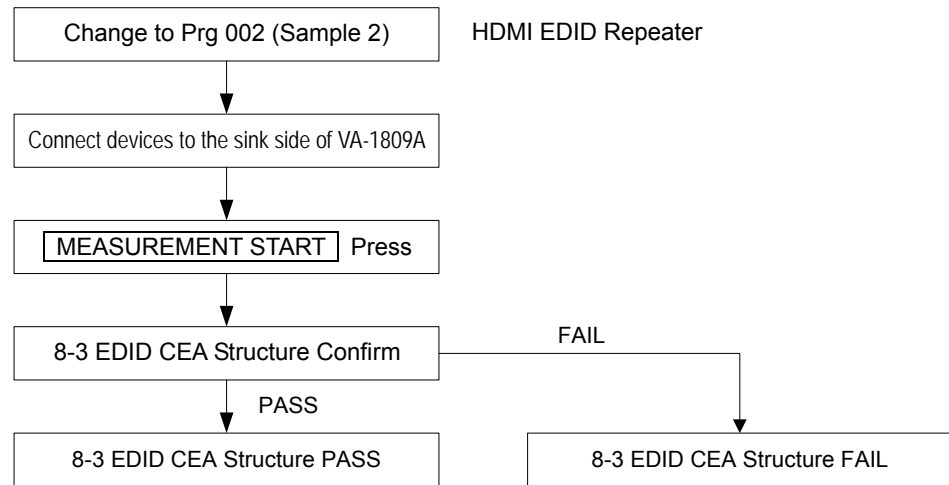 Change to Prg 002 (Sample 2)
HDMI EDID Repeater
Connect devices to the sink side of VA-1809A
MEASUREMENT START Press
8-3 EDID CEA Structure Confirm
FAIL
PASS
8-3 EDID CEA Structure PASS
8-3 EDID CEA Structure FAIL